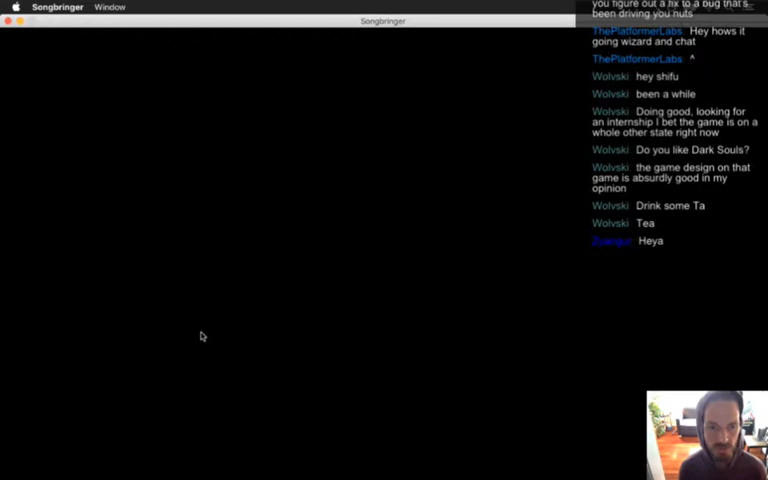 Songbringer Window
Songbringer
you figure out a fix to a bug that's
been driving you nuts
ThePlatformerLabs Hey hows it
going wizard and chat
ThePlatformerLabs ^
Wolvski hey shifu
Wolvski been a while
Wolvski Doing good, looking for
an internship I bet the game is on a
whole other state right now
Wolvski Do you like Dark Souls?
Wolvski the game design on that
game is absurdly good in my
opinion
Wolvski Drink some Ta
Wolvski Tea
Heya